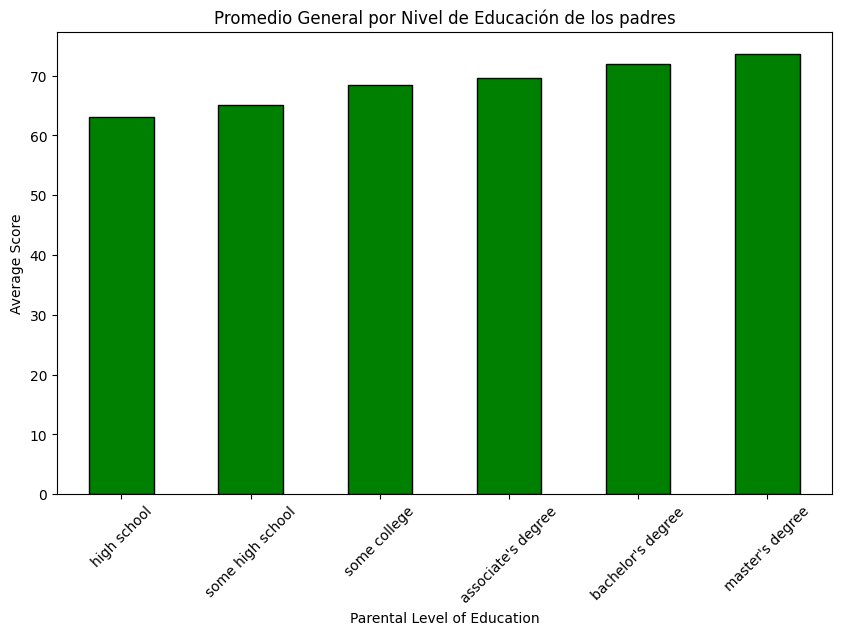 Promedio General por Nivel de Educación de los padres
Average Score
70
60
50
40
30
20
10
0
high school
some high school
some college
associate's degree
bachelor's degree
master's degree
Parental Level of Education